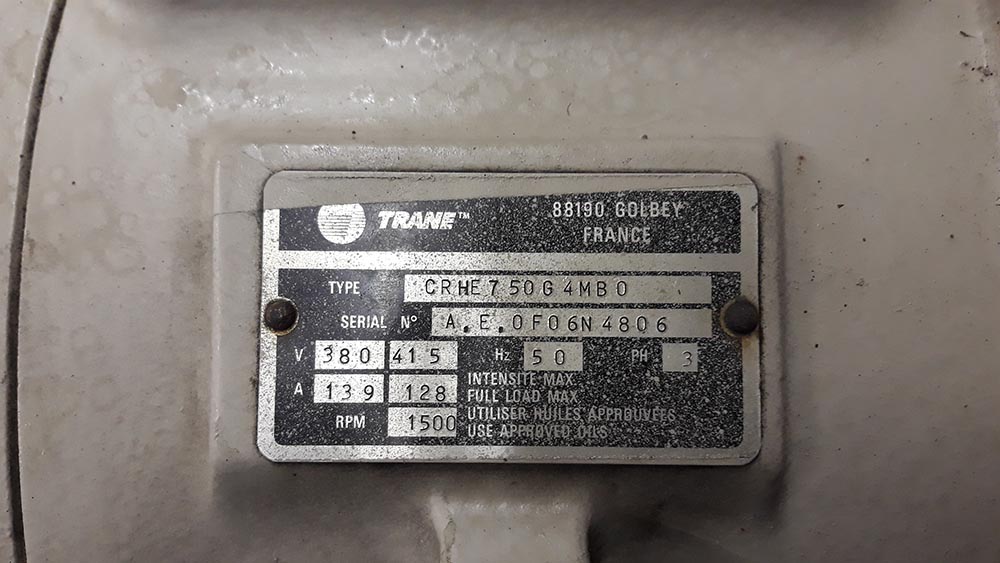 TRANE™ 88190 GOLBEY
FRANCE
TYPE CRHE750G4MB0
SERIAL N° A.E.0F06N4806
V 380 415 Hz 50 PH 3
A 139 128 INTENSITE MAX
FULL LOAD MAX
RPM 1500 UTILISER HUILES APPROUVEES
USE APPROVED OILS